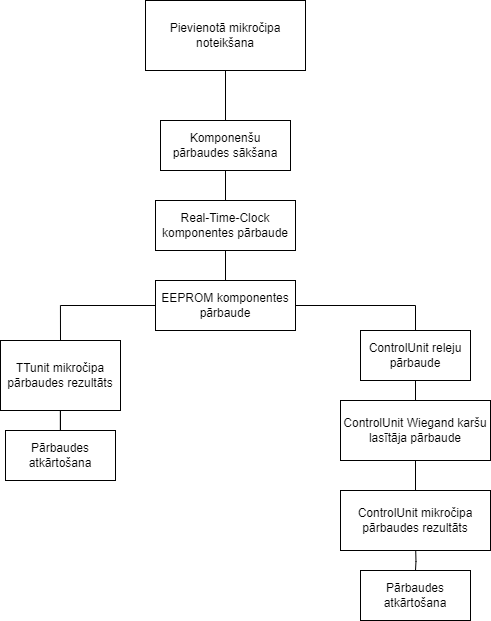 Pievienotā mikročipa
noteikšana
Komponenšu
pārbaudes sākšana
Real-Time-Clock
komponentes pārbaude
EEPROM komponentes
pārbaude
TTunit mikročipa
pārbaudes rezultāts
Pārbaudes
atkārtošana
ControlUnit releju
pārbaude
ControlUnit Wiegand karšu
lasītāja pārbaude
ControlUnit mikročipa
pārbaudes rezultāts
Pārbaudes
atkārtošana